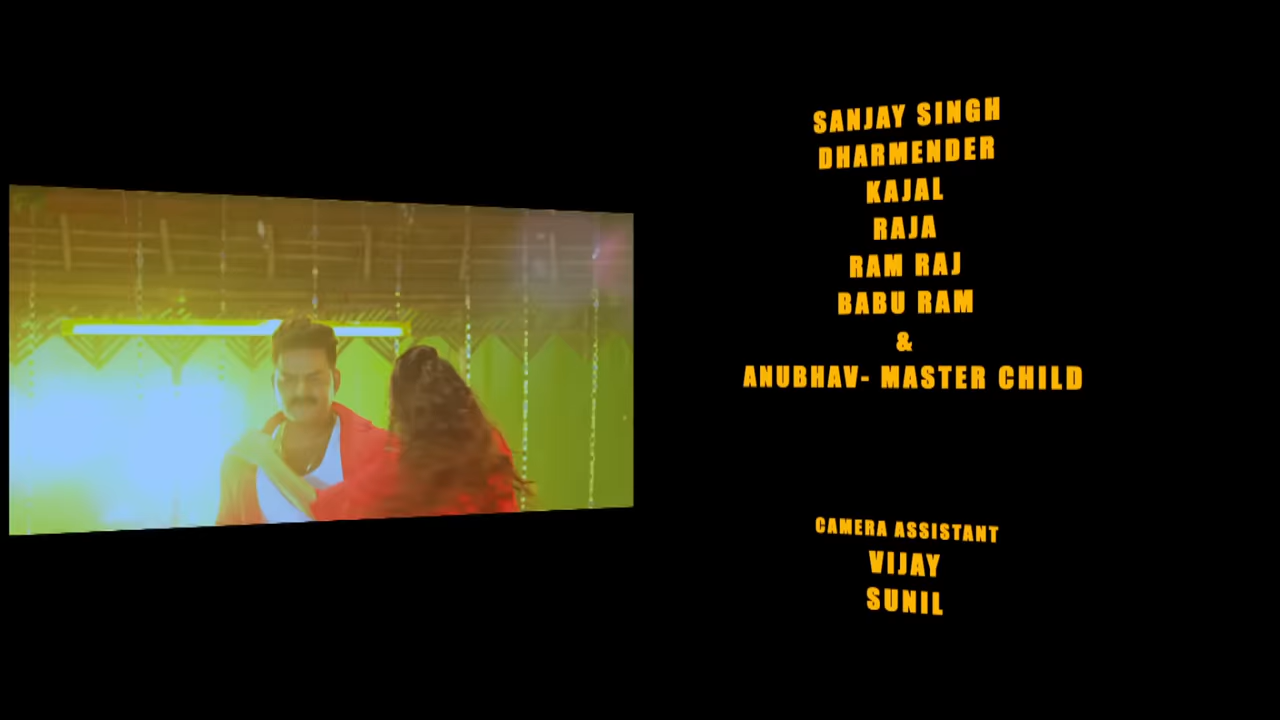 SANJAY SINGH
DHARMENDER
KAJAL
RAJA
RAM RAJ
BABU RAM
&
ANUBHAV- MASTER CHILD
CAMERA ASSISTANT
VIJAY
SUNIL